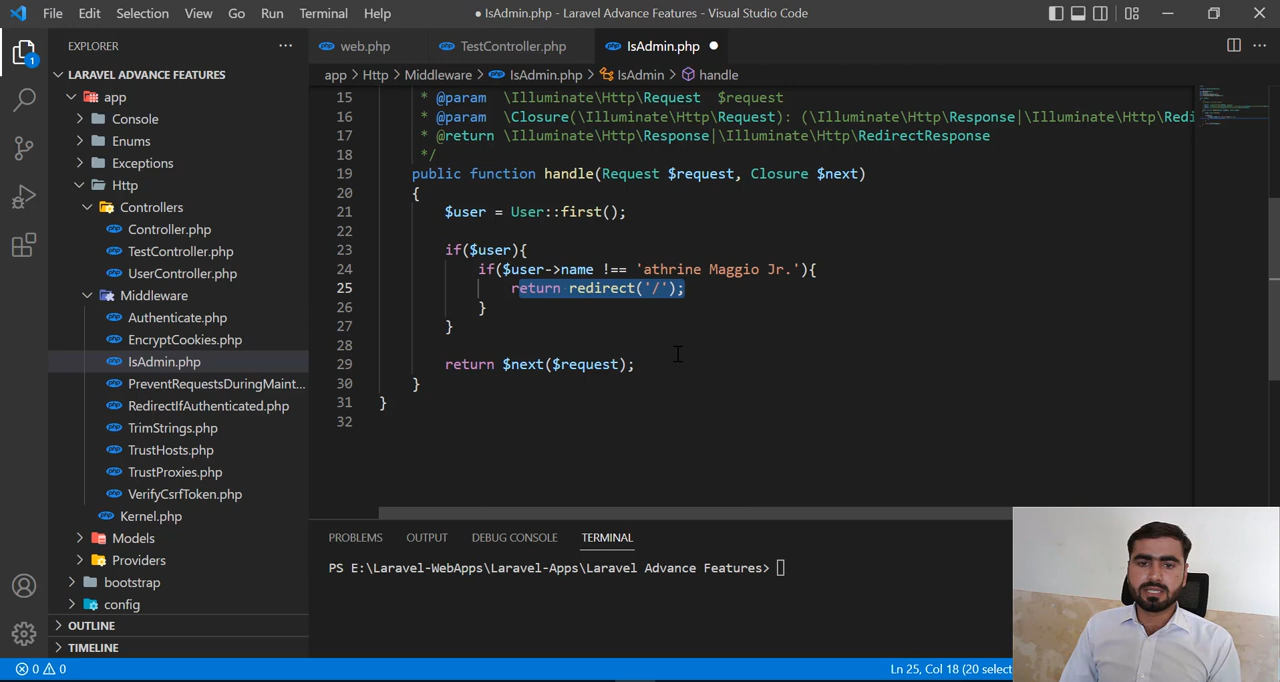 File Edit Selection View Go Run Terminal Help
● IsAdmin.php - Laravel Advance Features - Visual Studio Code
EXPLORER
web.php
TestController.php
IsAdmin.php
1
LARAVEL ADVANCE FEATURES
app
Console
Enums
Exceptions
Http
Controllers
Controller.php
TestController.php
UserController.php
Middleware
Authenticate.php
EncryptCookies.php
IsAdmin.php
PreventRequestsDuringMaint...
RedirectIfAuthenticated.php
TrimStrings.php
TrustHosts.php
TrustProxies.php
VerifyCsrfToken.php
Kernel.php
Models
Providers
bootstrap
config
OUTLINE
TIMELINE
app > Http > Middleware > IsAdmin.php > IsAdmin > handle
15 * @param \Illuminate\Http\Request $request
16 * @param \Closure(\Illuminate\Http\Request): (\Illuminate\Http\Response|\Illuminate\Http\Redi
17 * @return \Illuminate\Http\Response|\Illuminate\Http\RedirectResponse
18 */
19 public function handle(Request $request, Closure $next)
20 {
21 $user = User::first();
22
23 if($user){
24 if($user->name !== 'athrine Maggio Jr.'){
25 return redirect('/');
26 }
27 }
28
29 return $next($request);
30 }
31 }
32
PROBLEMS OUTPUT DEBUG CONSOLE TERMINAL
PS E:\Laravel-WebApps\Laravel-Apps\Laravel Advance Features>
0 0
Ln 25, Col 18 (20 select